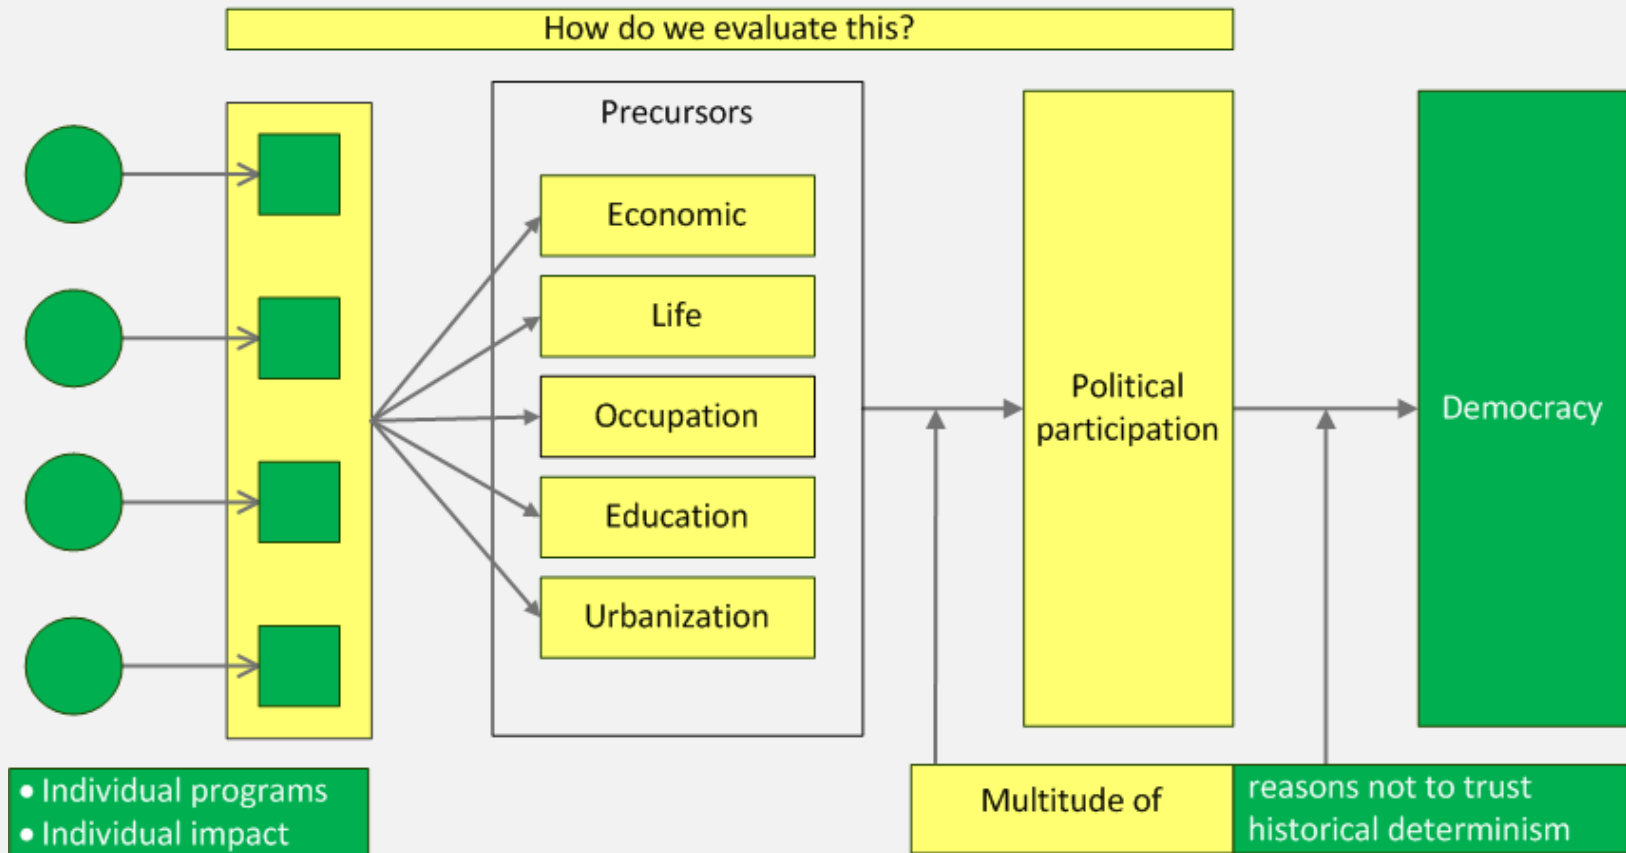 How do we evaluate this?
Precursors
Economic
Life
Occupation
Education
Urbanization
Political
participation
Democracy
• Individual programs
• Individual impact
Multitude of
reasons not to trust
historical determinism